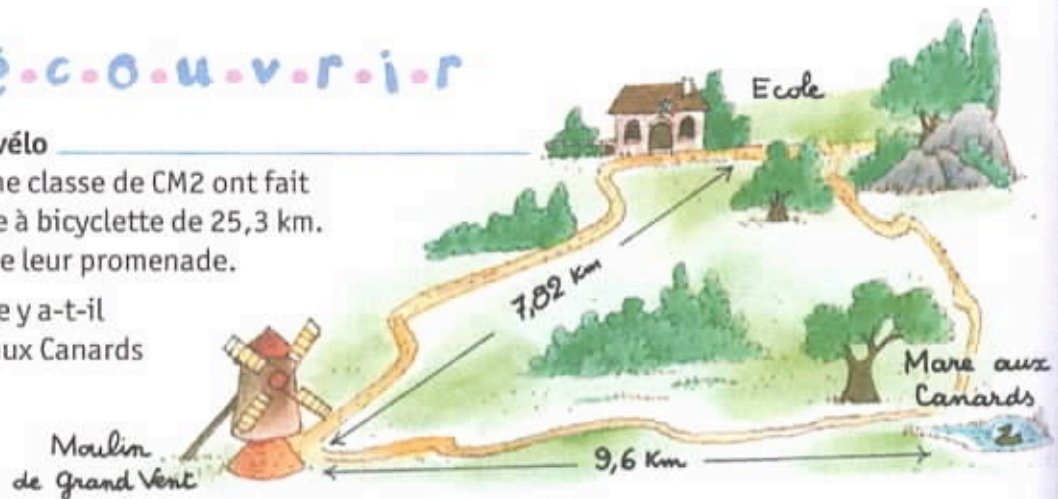 é·c·o·u·v·r·i·r
vélo
ne classe de CM2 ont fait
e à bicyclette de 25,3 km.
e leur promenade.
e y a-t-il
aux Canards
Ecole
7,82 Km
Mare aux
Canards
Moulin
de Grand Vent
9,6 Km